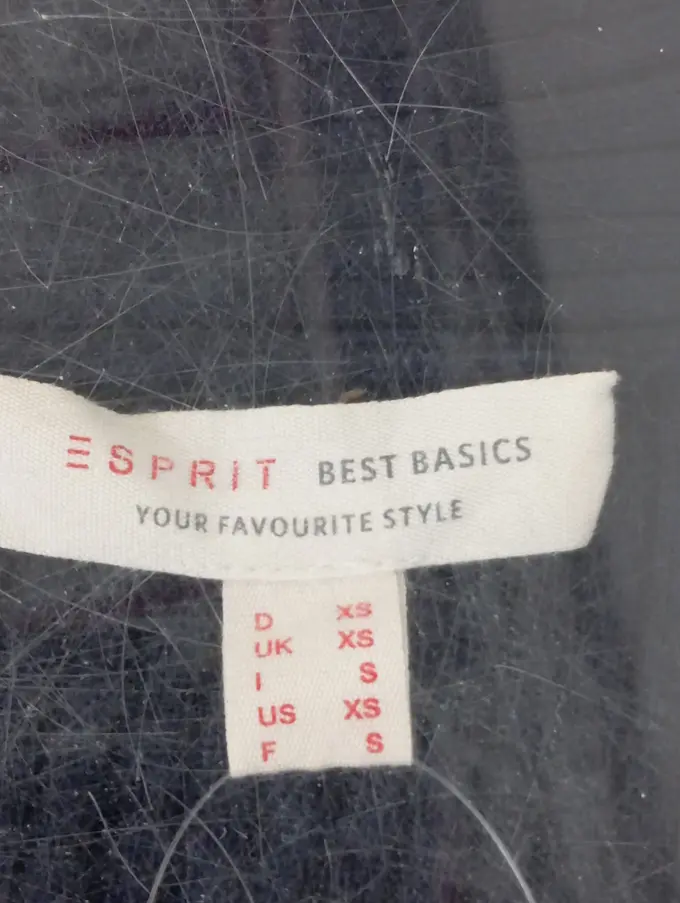 ESPRIT BEST BASICS
YOUR FAVOURITE STYLE
D XS
UK XS
I S
US XS
F S